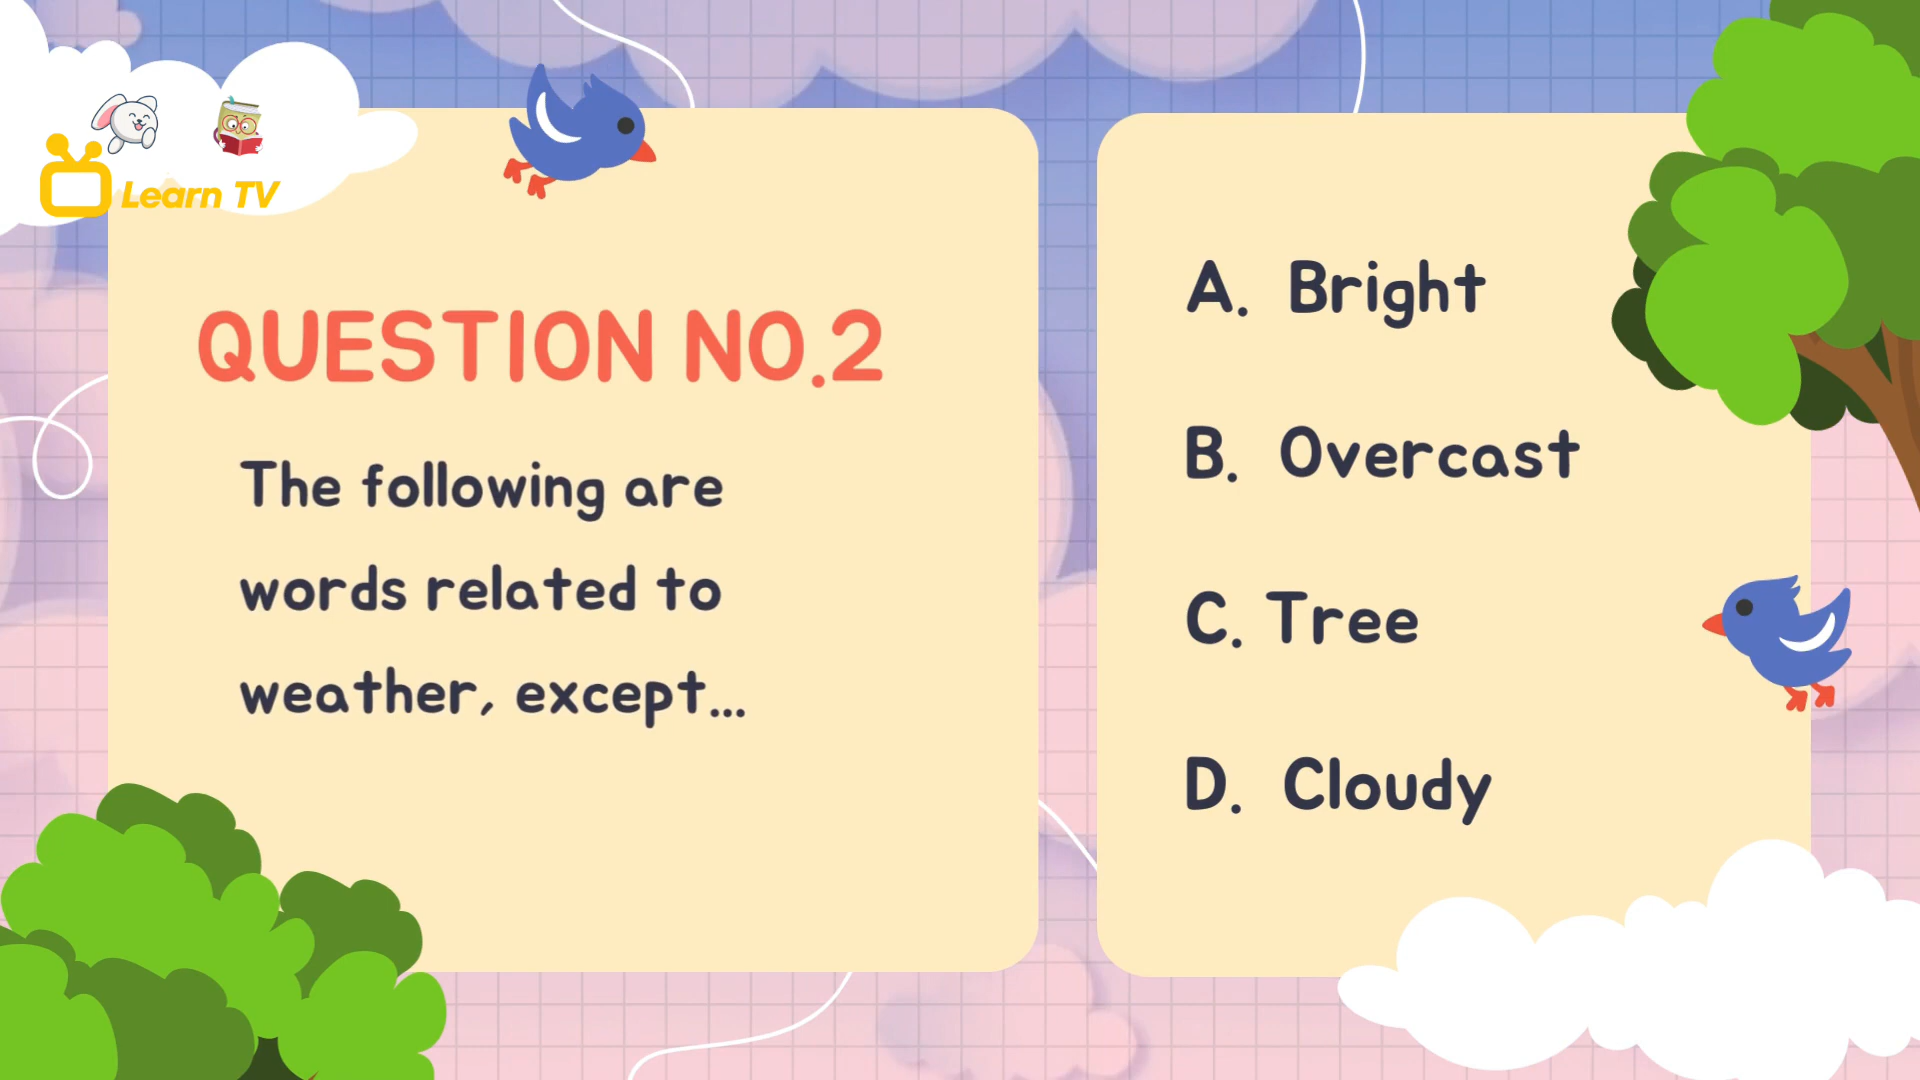 Learn TV
QUESTION NO.2
The following are
words related to
weather, except...
A. Bright
B. Overcast
C. Tree
D. Cloudy